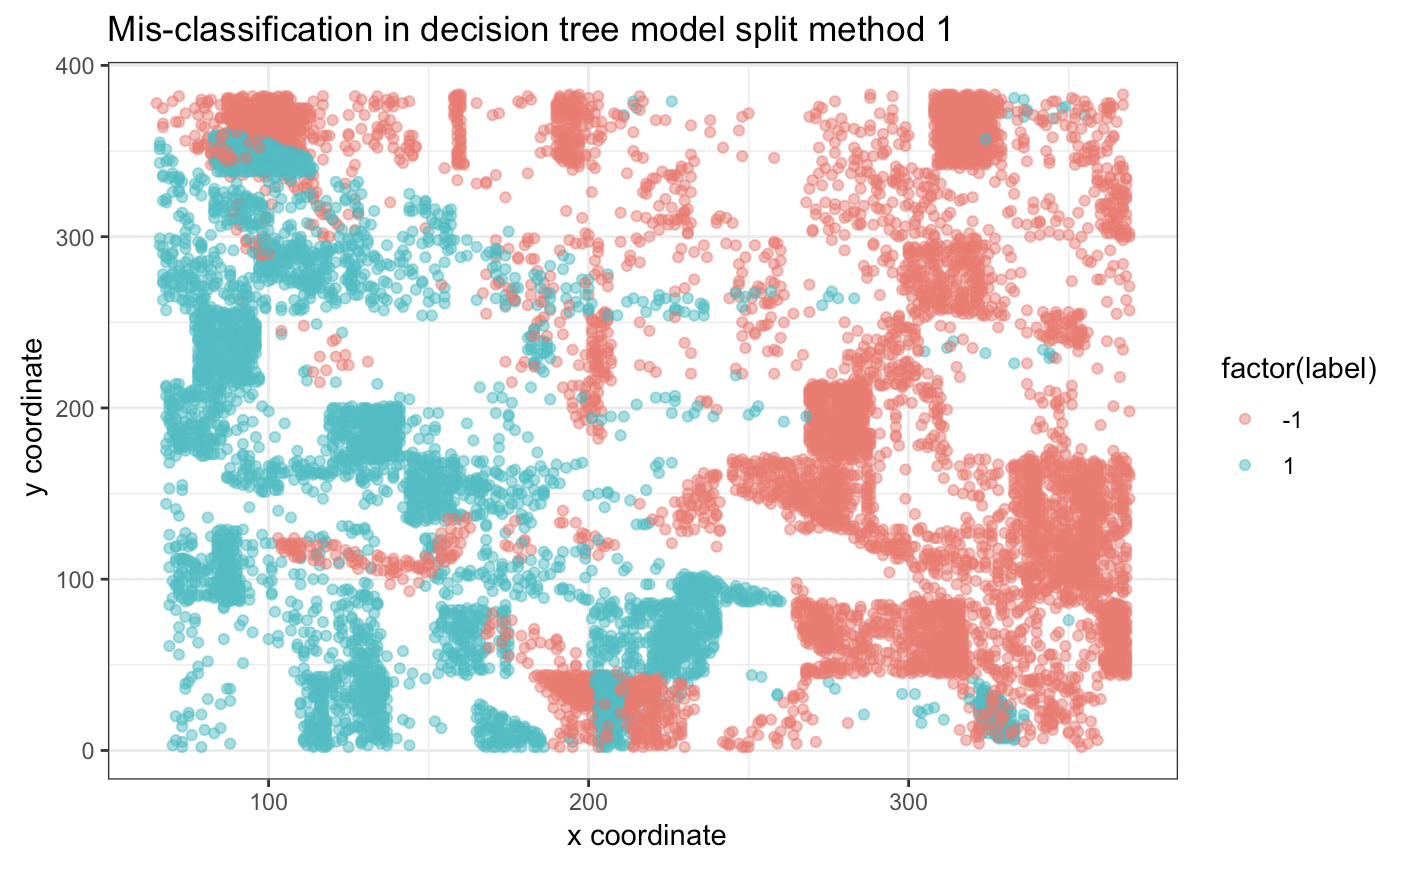 Mis-classification in decision tree model split method 1
400
300
200
100
0
y coordinate
100
200
300
x coordinate
factor(label)
-1
1